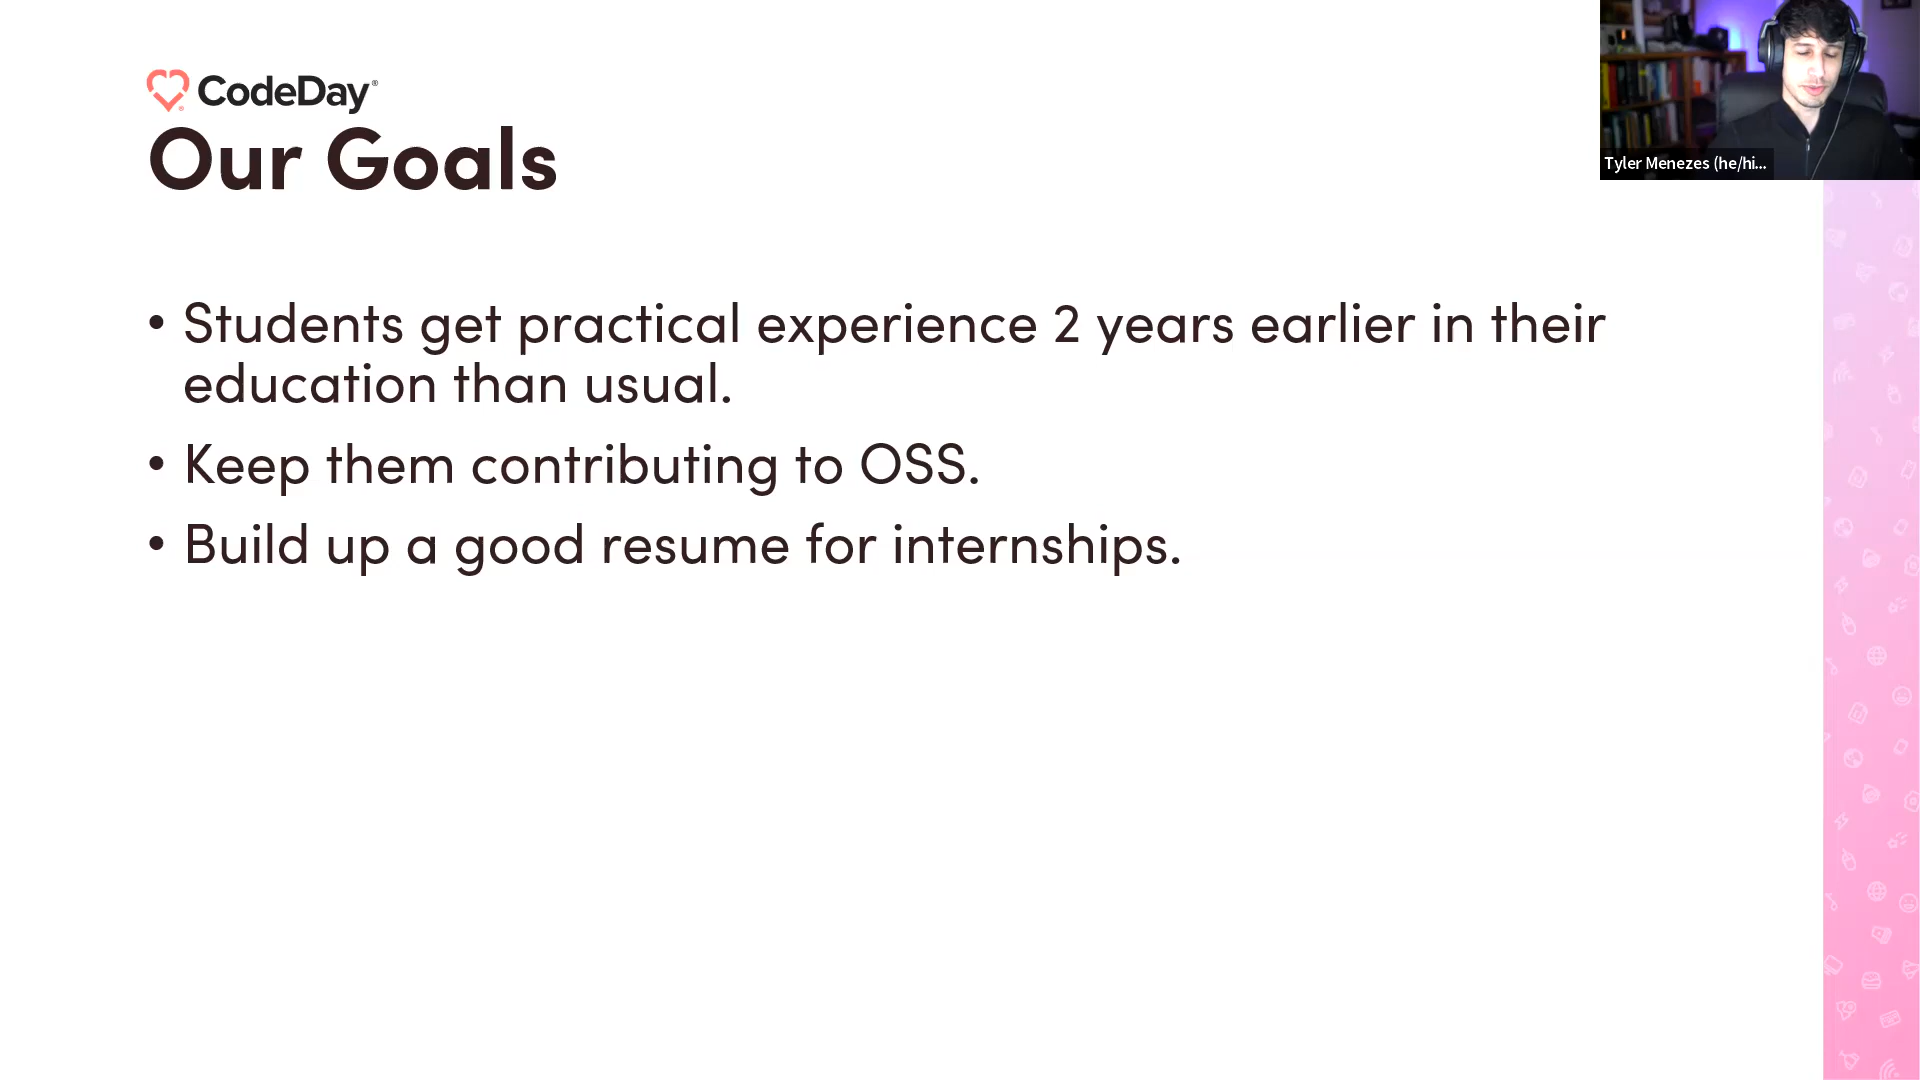 CodeDay®
Our Goals
• Students get practical experience 2 years earlier in their
education than usual.
• Keep them contributing to OSS.
• Build up a good resume for internships.
Tyler Menezes (he/hi...